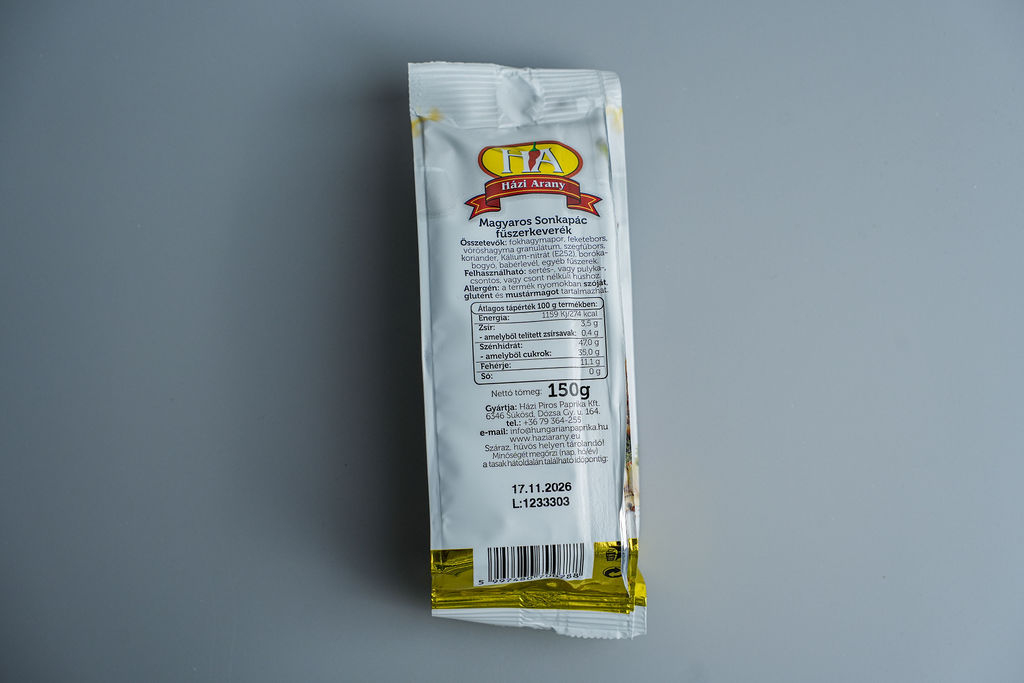 HA
Házi Arany
Magyaros Sonkapác
fűszerkeverék
Összetevők: fokhagymapor, feketebors,
vöröshagyma granulátum, szegfűbors,
koriander, Kálium-nitrát (E252), boróka-
bogyó, babérlevél, egyéb fűszerek.
Felhasználható: sertés-, vagy pulyka-,
csontos, vagy csont nélküli húshoz.
Allergén: a termék nyomokban szóját,
glutént és mustármagot tartalmazhat.
Átlagos tápérték 100 g termékben:
Energia: 1159 Kj/274 kcal
Zsír: 3,5 g
- amelyből telített zsírsavak: 0,4 g
Szénhidrát: 47,0 g
- amelyből cukrok: 35,0 g
Fehérje: 11,1 g
Só: 0 g
Nettó tömeg: 150g
Gyártja: Házi Piros Paprika Kft.
6346 Sükösd, Dózsa Gy. u. 164.
tel.: +36 79 364-255
e-mail: info@hungarianpaprika.hu
www.haziarany.eu
Száraz, hűvös helyen tárolandó!
Minőségét megőrzi (nap, hó/év)
a tasak hátoldalán található időpontig:
17.11.2026
L:1233303